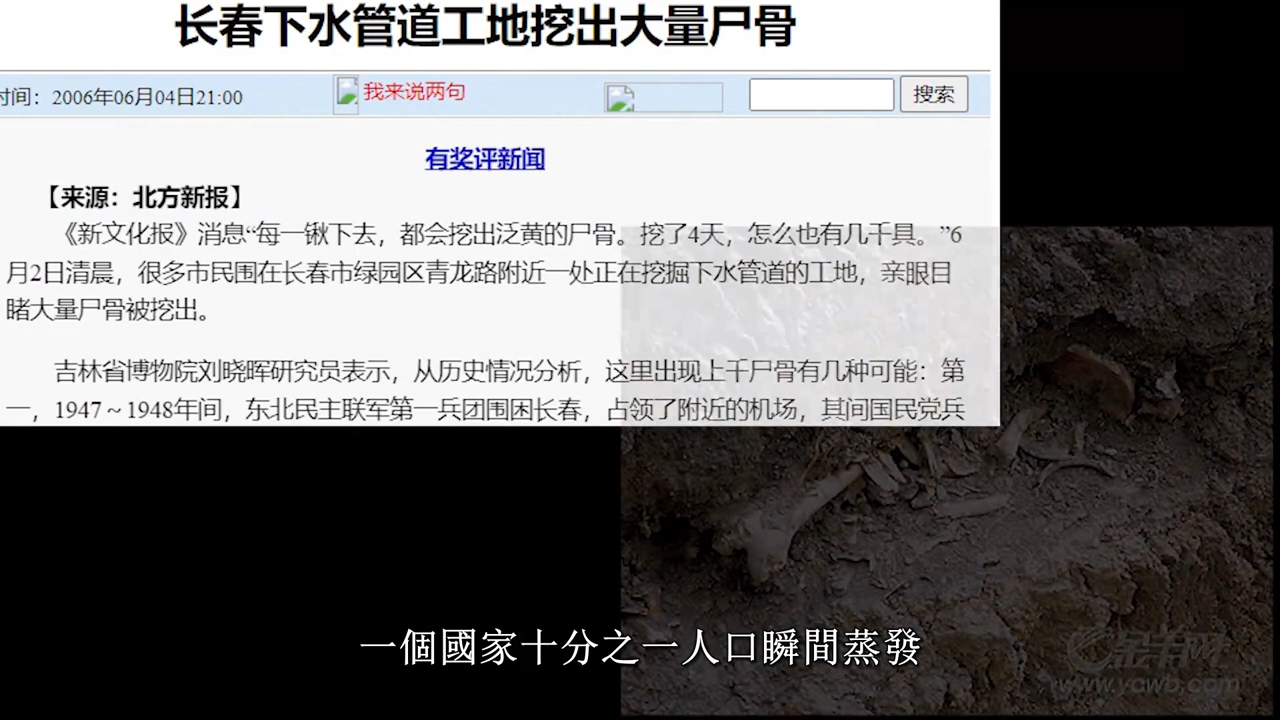 长春下水管道工地挖出大量尸骨
时间：2006年06月04日21:00 我来说两句 搜索
有奖评新闻
【来源：北方新报】
《新文化报》消息“每一锹下去，都会挖出泛黄的尸骨。挖了4天，怎么也有几千具。”6
月2日清晨，很多市民围在长春市绿园区青龙路附近一处正在挖掘下水管道的工地，亲眼目
睹大量尸骨被挖出。
吉林省博物院刘晓晖研究员表示，从历史情况分析，这里出现上千尸骨有几种可能：第
一，1947～1948年间，东北民主联军第一兵团围困长春，占领了附近的机场，其间国民党兵
一個國家十分之一人口瞬間蒸發
金羊网
www.ycwb.com